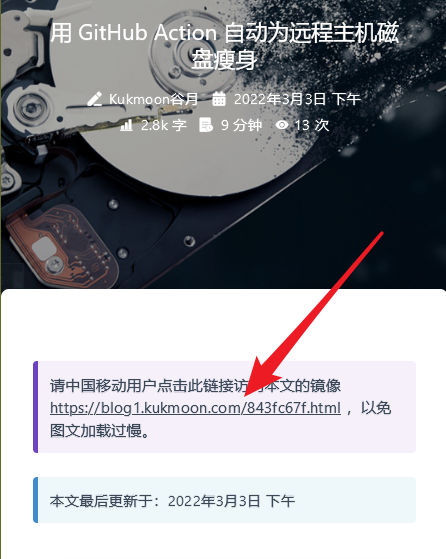 用 GitHub Action 自动为远程主机磁
盘瘦身
Kukmoon谷月 2022年3月3日 下午
2.8k 字 9 分钟 13 次
请中国移动用户点击此链接访问本文的镜像
https://blog1.kukmoon.com/843fc67f.html ，以免
图文加载过慢。
本文最后更新于：2022年3月3日 下午